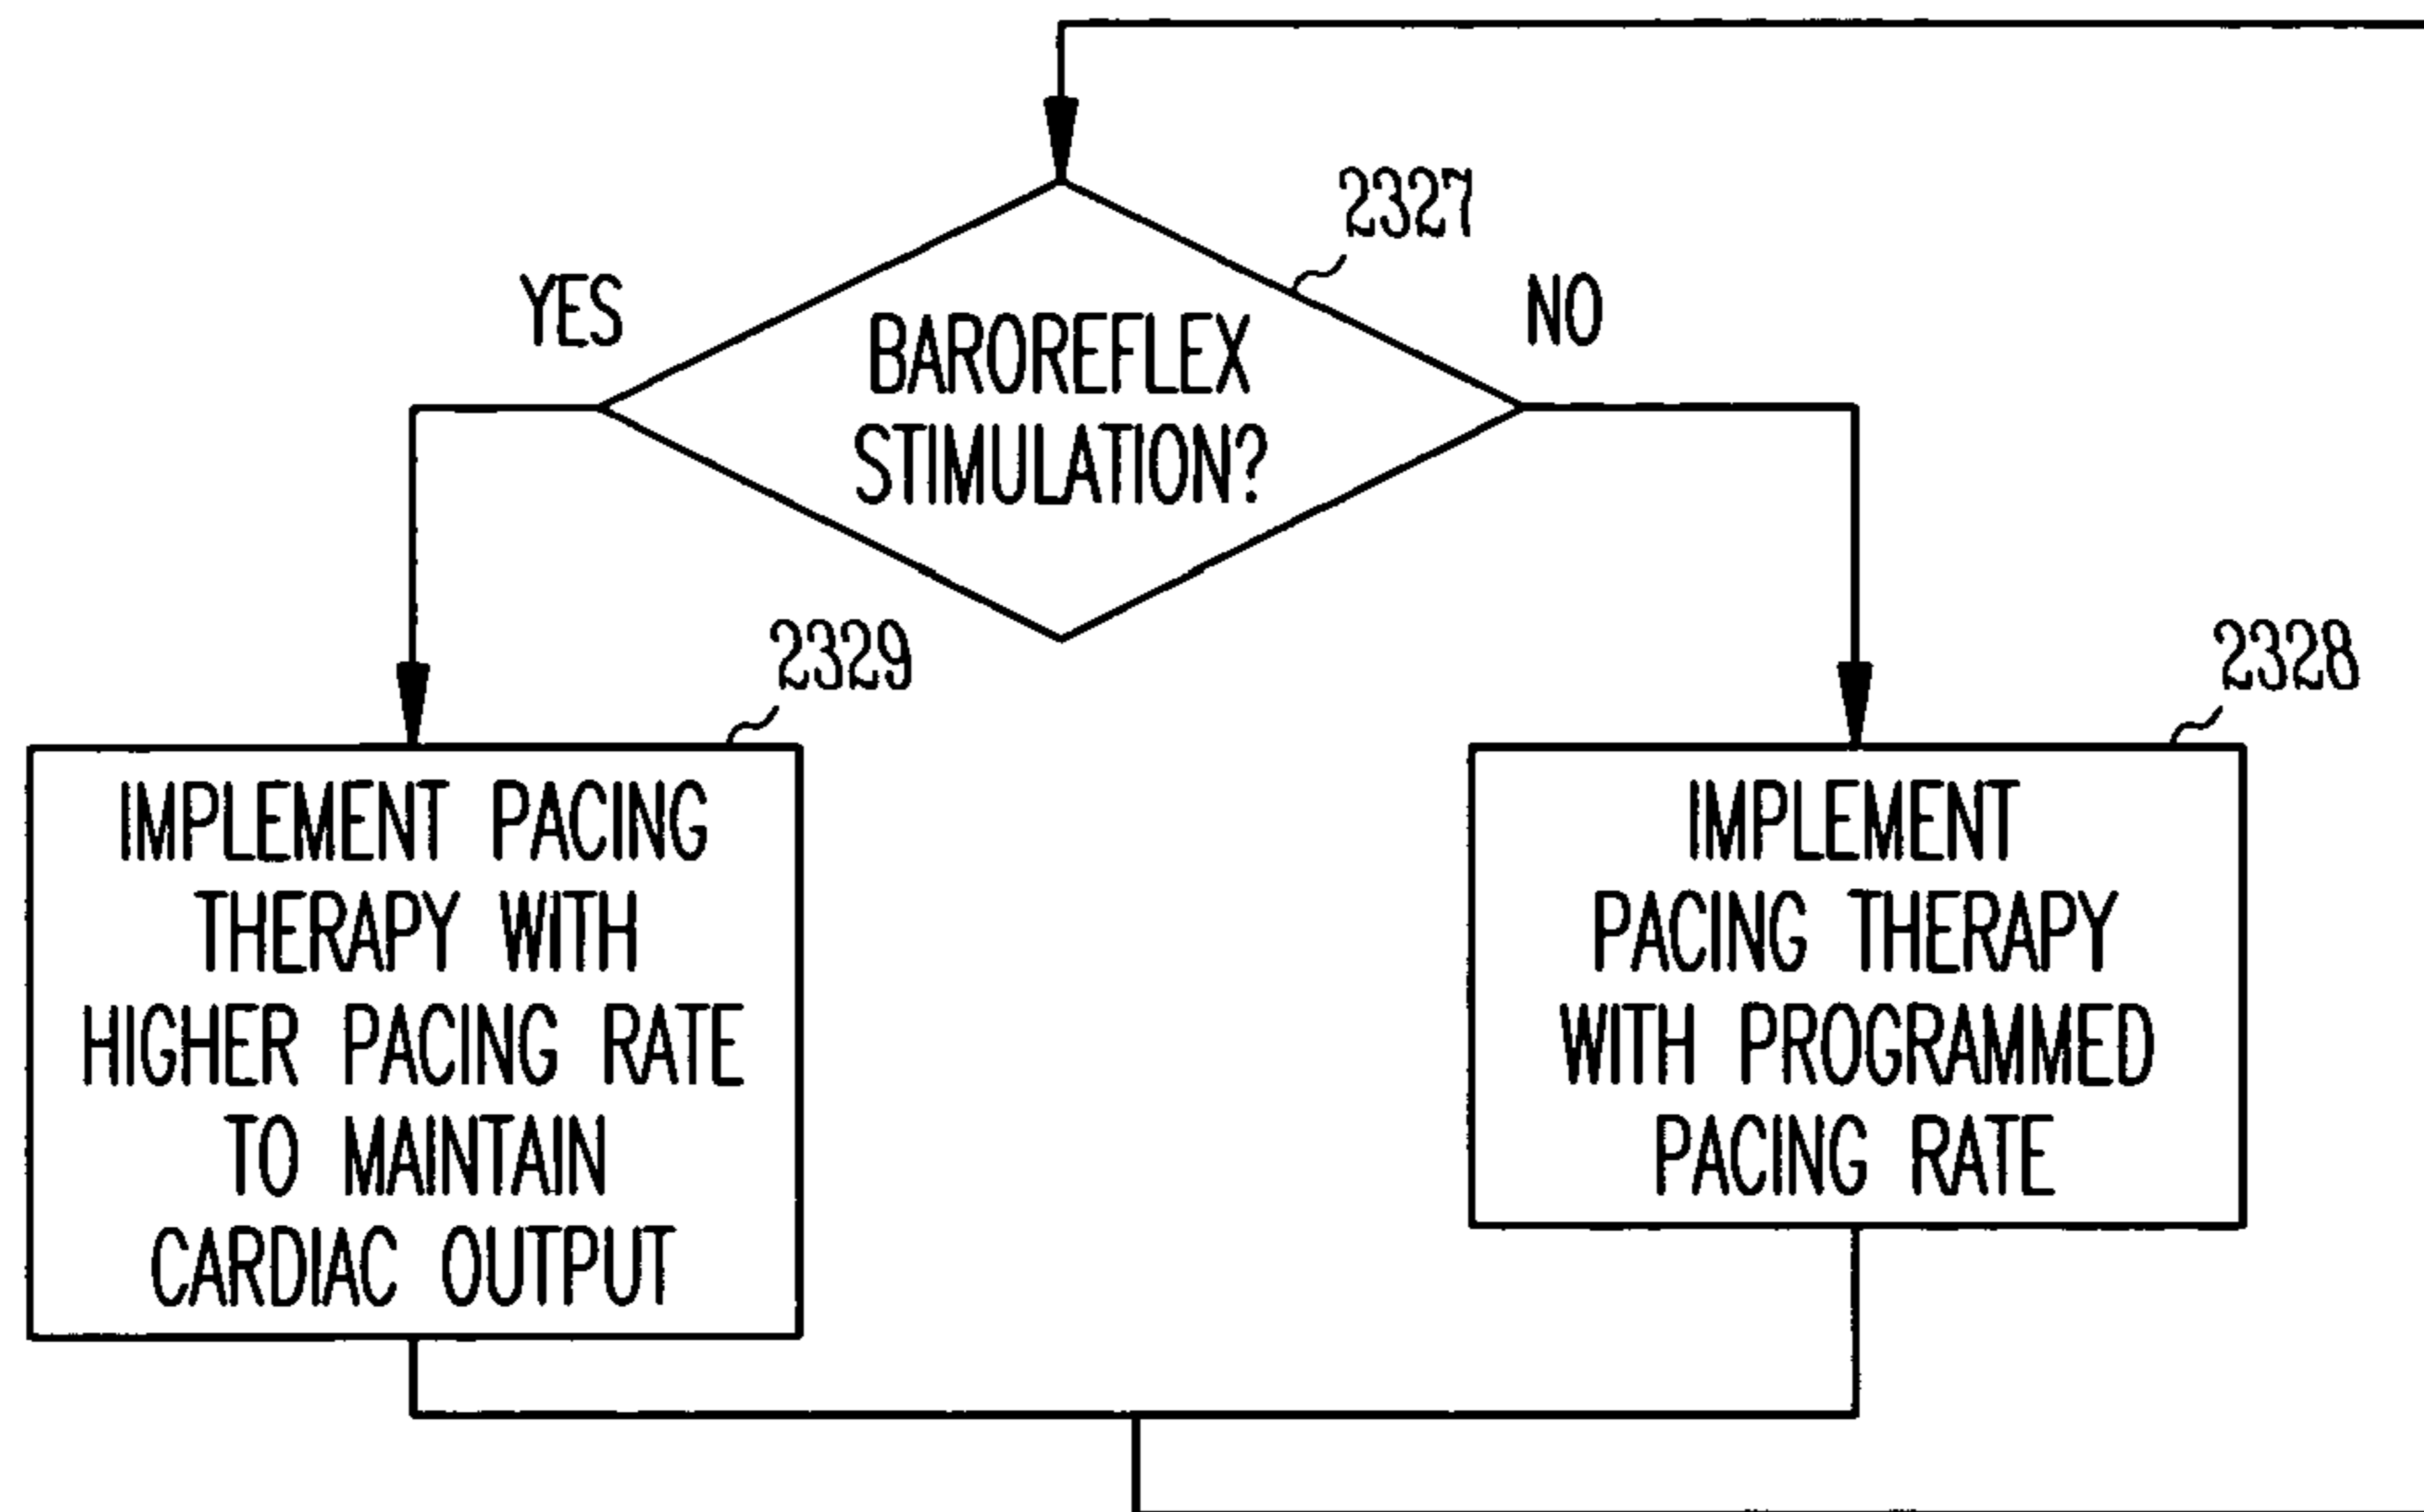 2327
YES
NO
BAROREFLEX
STIMULATION?
2329
2328
IMPLEMENT PACING
THERAPY WITH
HIGHER PACING RATE
TO MAINTAIN
CARDIAC OUTPUT
IMPLEMENT
PACING THERAPY
WITH PROGRAMMED
PACING RATE